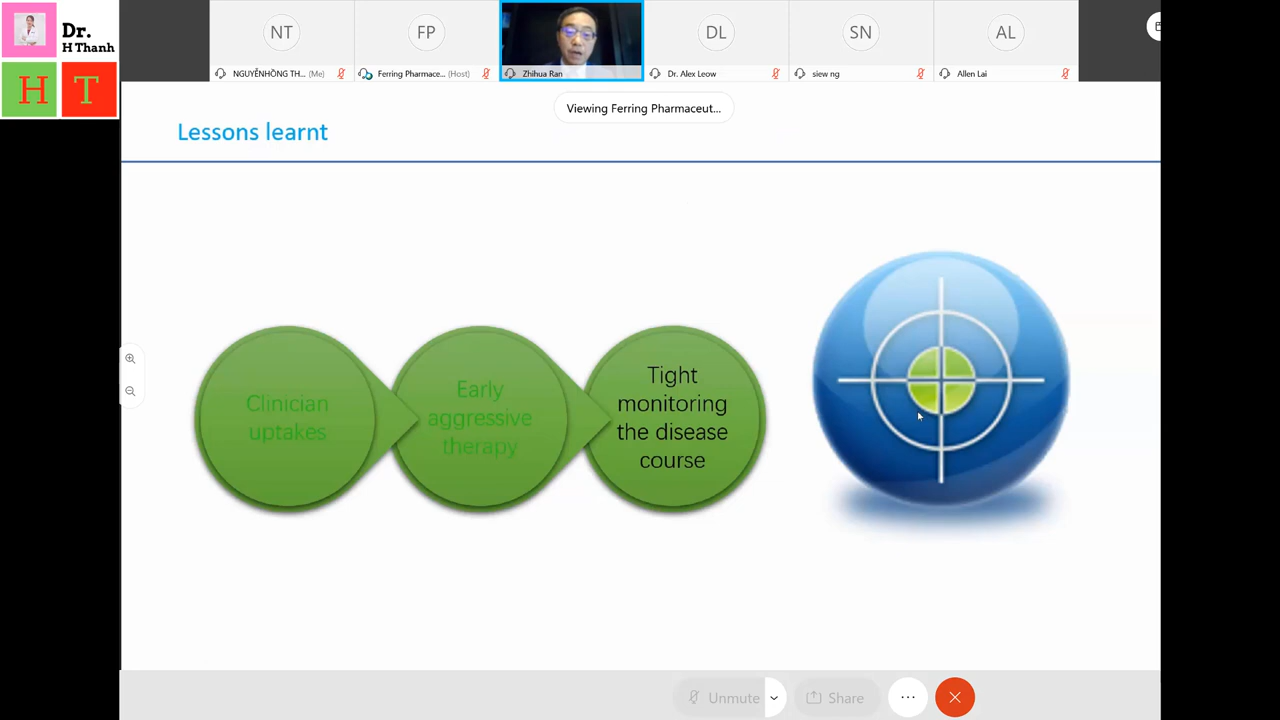 Dr.
H Thanh
H T
NT
FP
DL
SN
AL
NGUYỄNHỒNG TH... (Me)
Ferring Pharmace... (Host)
Zhihua Ran
Dr. Alex Leow
siew ng
Allen Lai
Viewing Ferring Pharmaceut...
Lessons learnt
Clinician
uptakes
Early
aggressive
therapy
Tight
monitoring
the disease
course
Unmute
Share